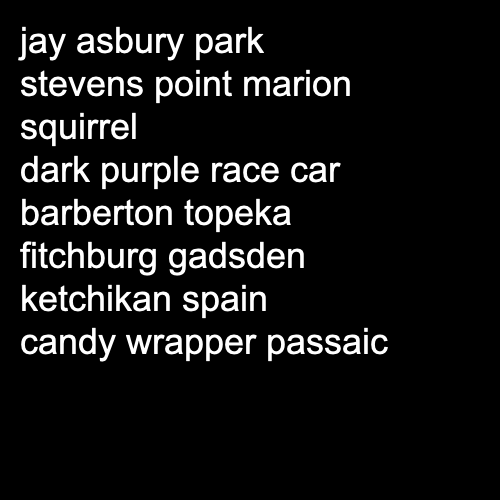 jay asbury park
stevens point marion
squirrel
dark purple race car
barberton topeka
fitchburg gadsden
ketchikan spain
candy wrapper passaic